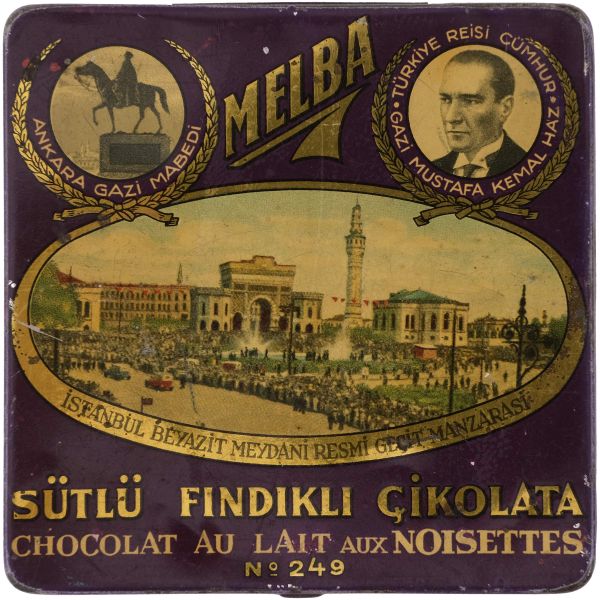 MELBA
ANKARA GAZİ MABEDİ
TÜRKİYE REİSİ CÜMHUR
GAZİ MUSTAFA KEMAL HAZ.
İSTANBUL BEYAZIT MEYDANI RESMİ GEÇİT MANZARASI
SÜTLÜ FINDIKLI ÇİKOLATA
CHOCOLAT AU LAIT AUX NOISETTES
No 249